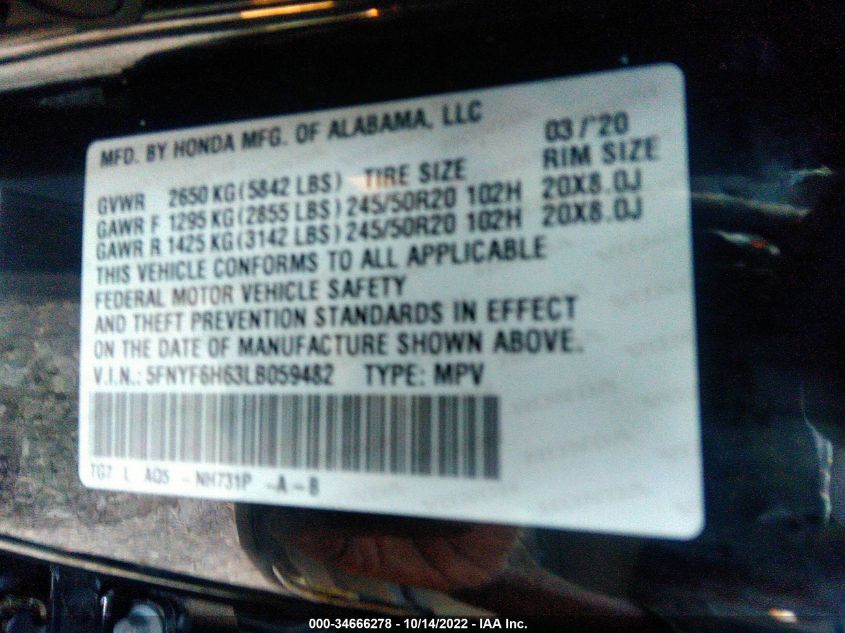 MFD. BY HONDA MFG. OF ALABAMA, LLC 03/'20
GVWR 2650 KG(5842 LBS) TIRE SIZE RIM SIZE
GAWR F 1295 KG(2855 LBS) 245/50R20 102H 20X8.0J
GAWR R 1425 KG(3142 LBS) 245/50R20 102H 20X8.0J
THIS VEHICLE CONFORMS TO ALL APPLICABLE
FEDERAL MOTOR VEHICLE SAFETY
AND THEFT PREVENTION STANDARDS IN EFFECT
ON THE DATE OF MANUFACTURE SHOWN ABOVE.
V.I.N.: 5FNYF6H63LB059482 TYPE: MPV
TG7 L A05 - NH731P -A-B
000-34666278 - 10/14/2022 - IAA Inc.